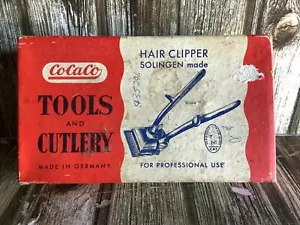 CoCaCo
TOOLS
AND
CUTLERY
MADE IN GERMANY
HAIR CLIPPER
SOLINGEN made
FOR PROFESSIONAL USE